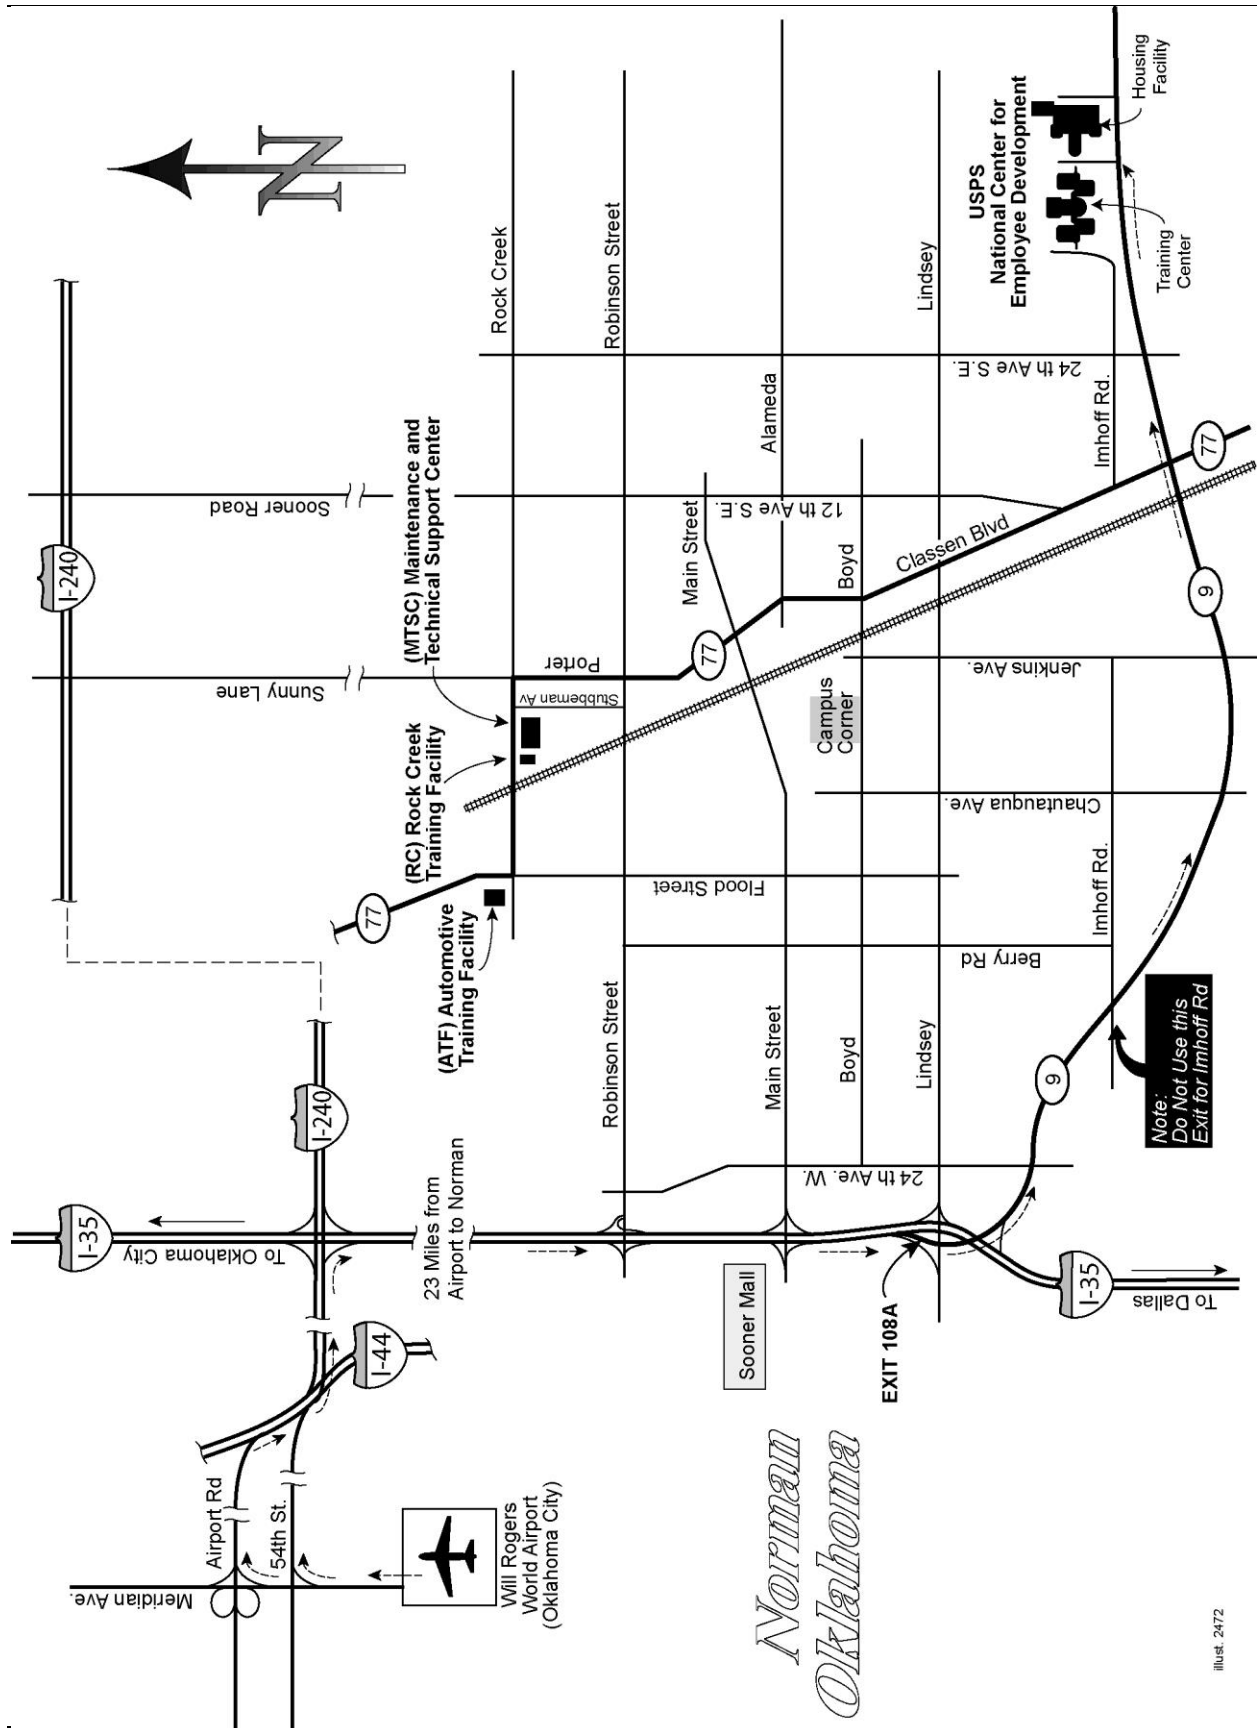 Meridian Ave.
Airport Rd
54th St.
Will Rogers
World Airport
(Oklahoma City)
I-44
I-35
To Oklahoma City
I-240
23 Miles from
Airport to Norman
I-240
N
Sunny Lane
Sooner Road
77
(ATF) Automotive
Training Facility
(RC) Rock Creek
Training Facility
(MTSC) Maintenance and
Technical Support Center
Rock Creek
Stubbeman Av
Porter
Robinson Street
Robinson Street
Flood Street
77
Main Street
Main Street
12 th Ave S.E.
Alameda
Sooner Mall
24 th Ave. W.
Boyd
Boyd
Campus
Corner
Classen Blvd
EXIT 108A
Lindsey
Lindsey
Berry Rd
Chautauqua Ave.
Jenkins Ave.
24 th Ave S.E.
USPS
National Center for
Employee Development
Imhoff Rd.
Imhoff Rd.
9
9
77
Training
Center
Housing
Facility
I-35
To Dallas
Note:
Do Not Use this
Exit for Imhoff Rd
Norman
Oklahoma
illust. 2472